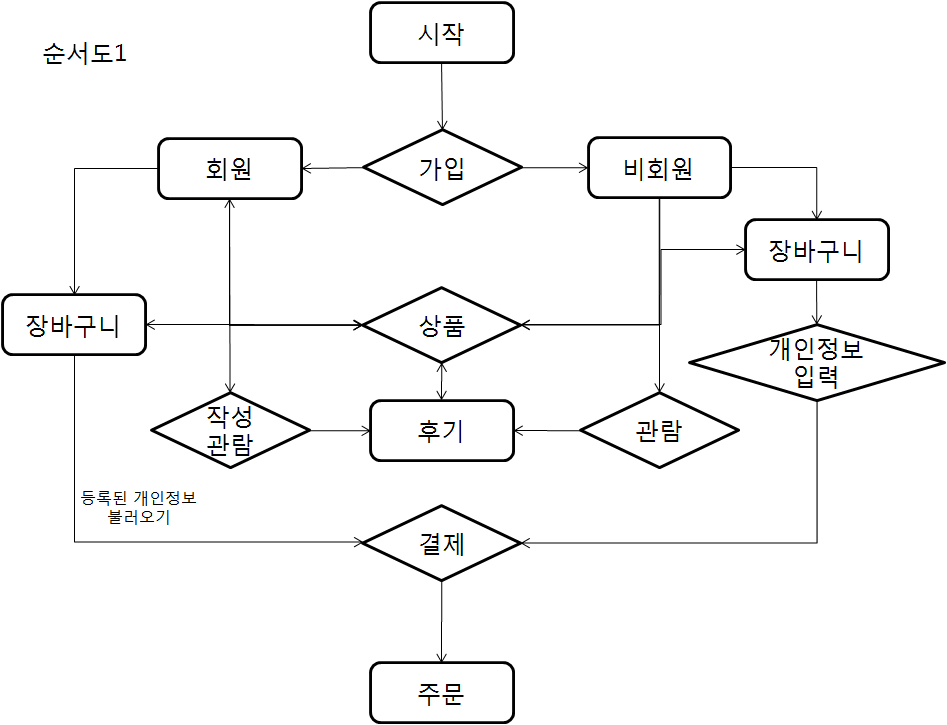 시작
순서도1
회원
가입
비회원
장바구니
장바구니
상품
개인정보
입력
작성
관람
후기
관람
등록된 개인정보
불러오기
결제
주문